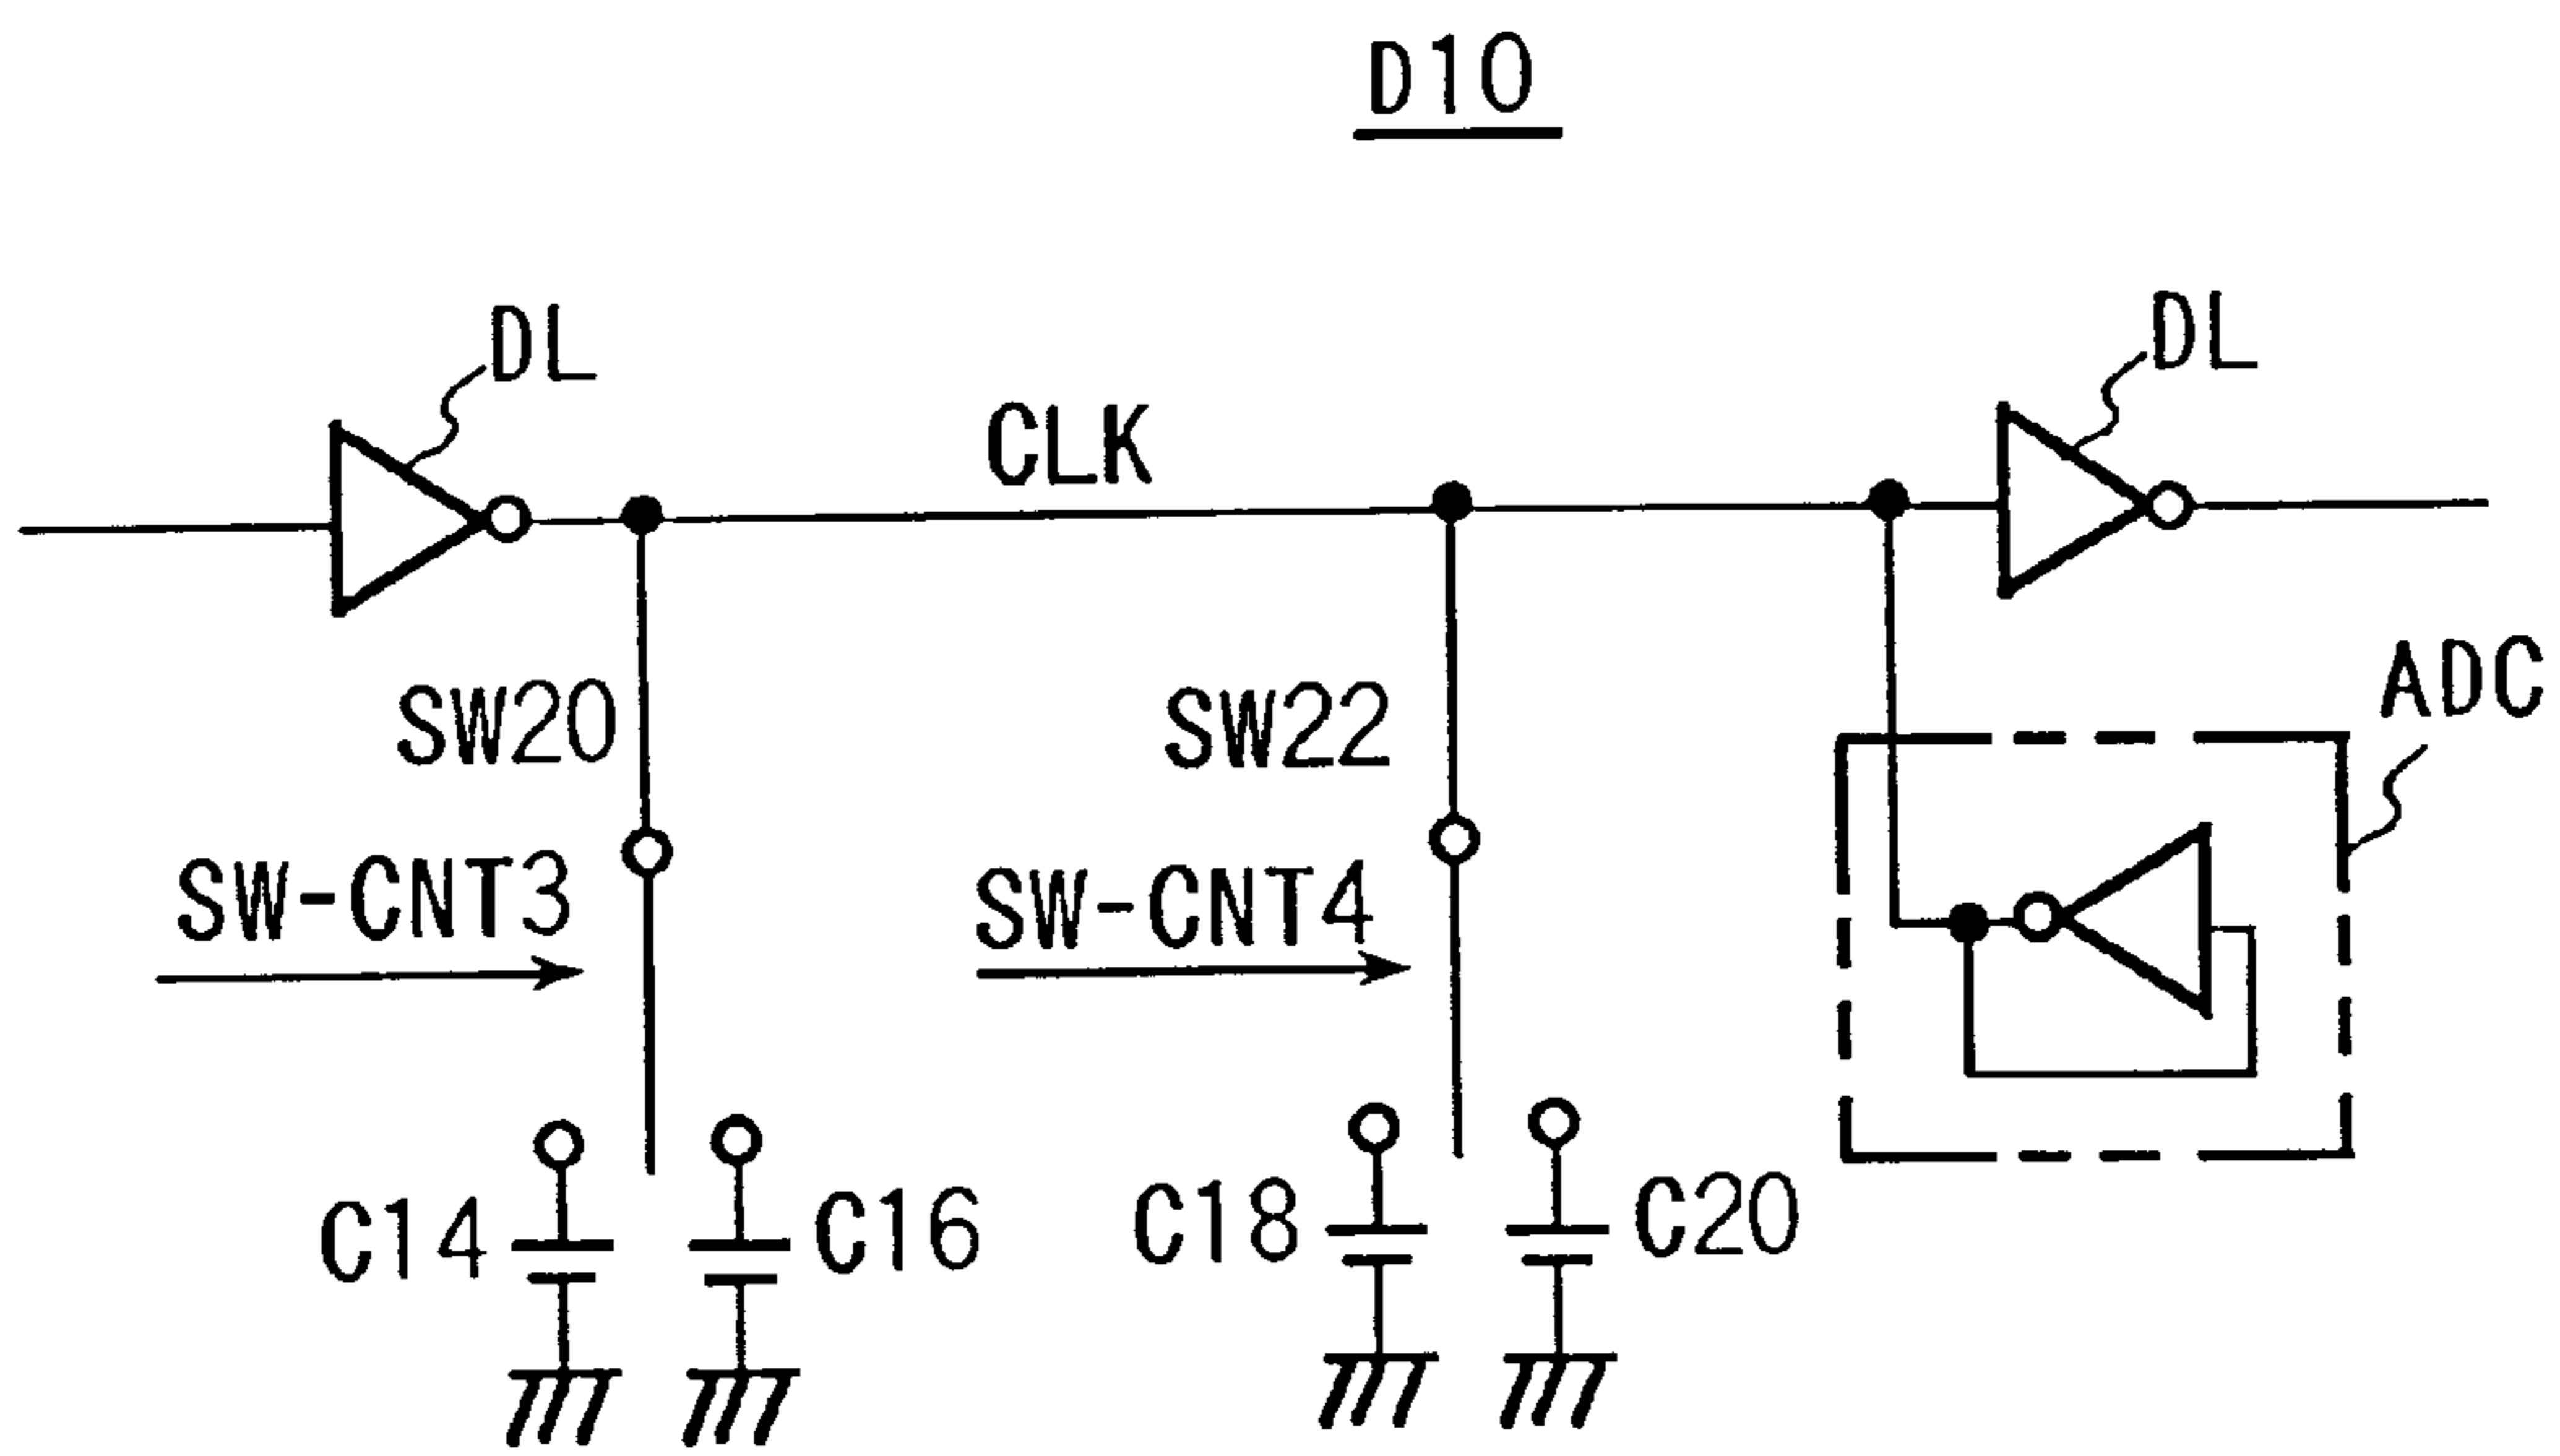 D10
DL
DL
CLK
SW20
SW22
ADC
SW-CNT3
SW-CNT4
C14
C16
C18
C20